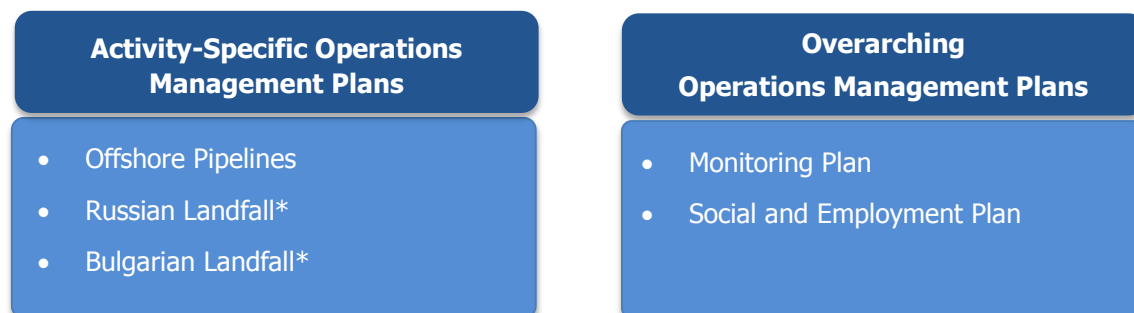 Activity-Specific Operations
Management Plans
• Offshore Pipelines
• Russian Landfall*
• Bulgarian Landfall*
Overarching
Operations Management Plans
• Monitoring Plan
• Social and Employment Plan